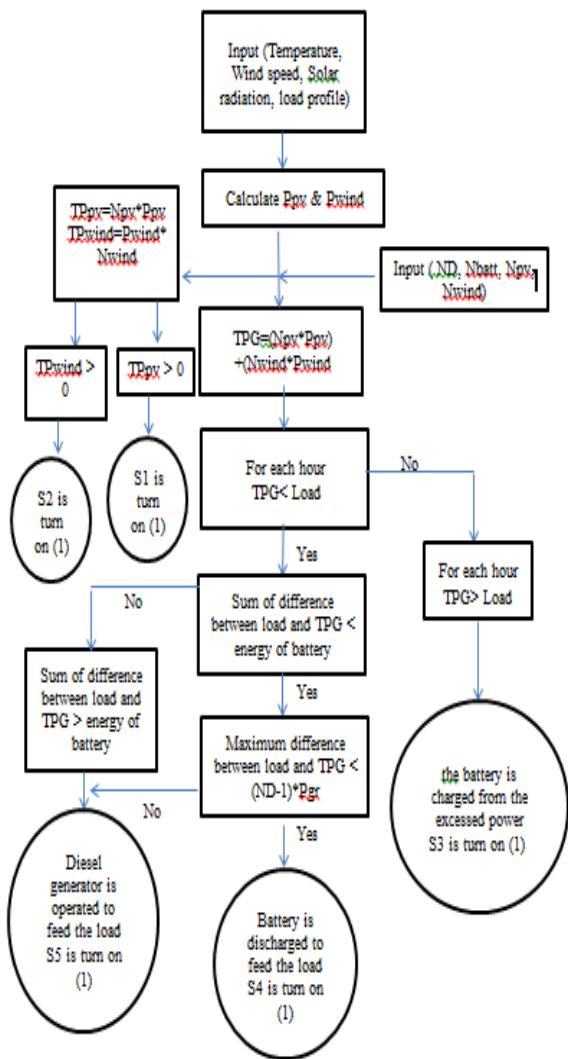 Input (Temperature,
Wind speed, Solar
radiation, load profile)
Calculate Ppv & Pwind
TPpv=Npv*Ppv
TPwind=Pwind*
Nwind
Input (.ND, Nbatt, Npv,
Nwind)
TPG=(Npv*Ppv)
+(Nwind*Pwind
TPwind >
0
TPpv > 0
S2 is
turn
on (1)
S1 is
turn
on (1)
For each hour
TPG< Load
No
Yes
For each hour
TPG> Load
No
Sum of difference
between load and TPG <
energy of battery
Sum of difference
between load and
TPG > energy of
battery
Yes
Maximum difference
between load and TPG <
(ND-1)*Pgr
No
Yes
the battery is
charged from the
excessed power
S3 is turn on (1)
Diesel
generator is
operated to
feed the load
S5 is turn on
(1)
Battery is
discharged to
feed the load
S4 is turn on
(1)